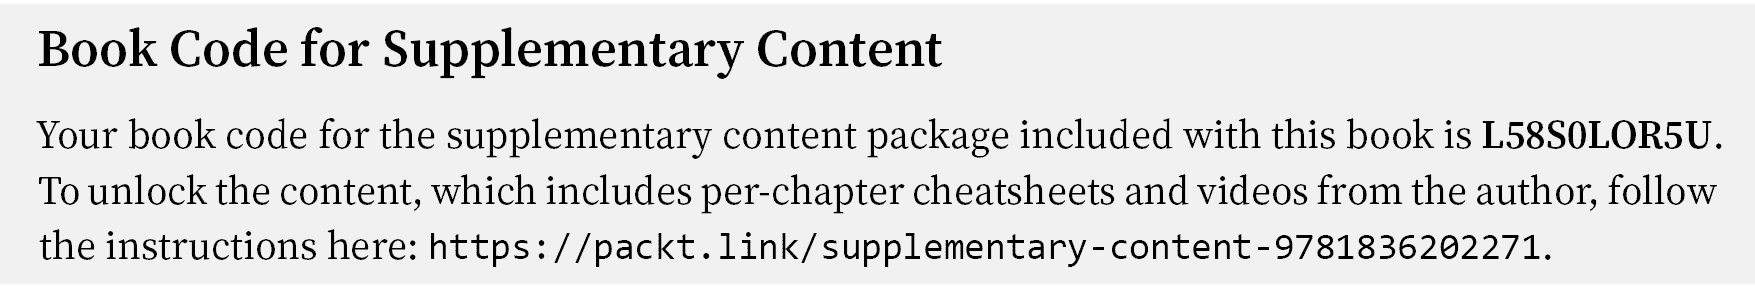 Book Code for Supplementary Content
Your book code for the supplementary content package included with this book is L58S0LOR5U.
To unlock the content, which includes per-chapter cheatsheets and videos from the author, follow
the instructions here: https://packt.link/supplementary-content-9781836202271.